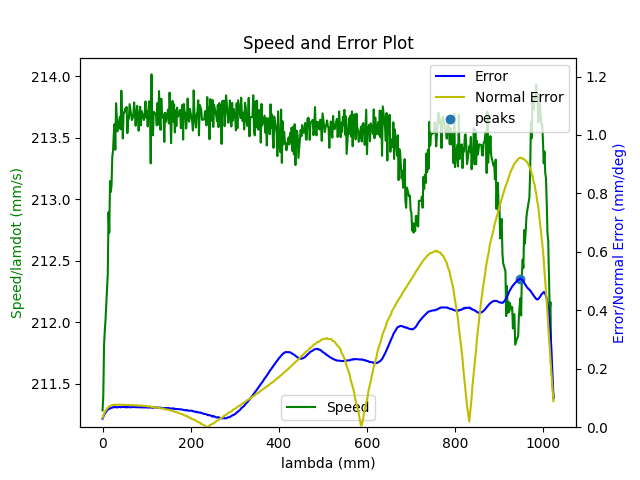 Speed and Error Plot
214.0
213.5
213.0
212.5
212.0
211.5
Speed/lamdot (mm/s)
Error
Normal Error
peaks
Speed
1.2
1.0
0.8
0.6
0.4
0.2
0.0
Error/Normal Error (mm/deg)
0 200 400 600 800 1000
lambda (mm)